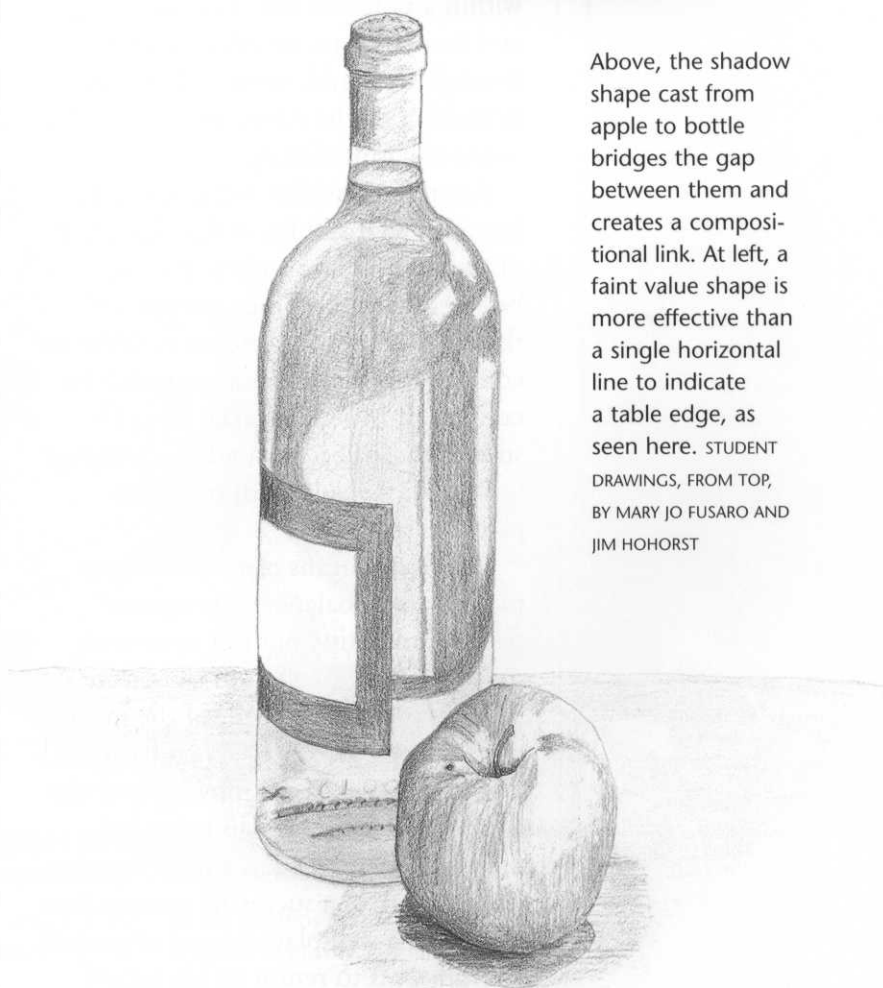 Above, the shadow
shape cast from
apple to bottle
bridges the gap
between them and
creates a composi-
tional link. At left, a
faint value shape is
more effective than
a single horizontal
line to indicate
a table edge, as
seen here. STUDENT
DRAWINGS, FROM TOP,
BY MARY JO FUSARO AND
JIM HOHORST